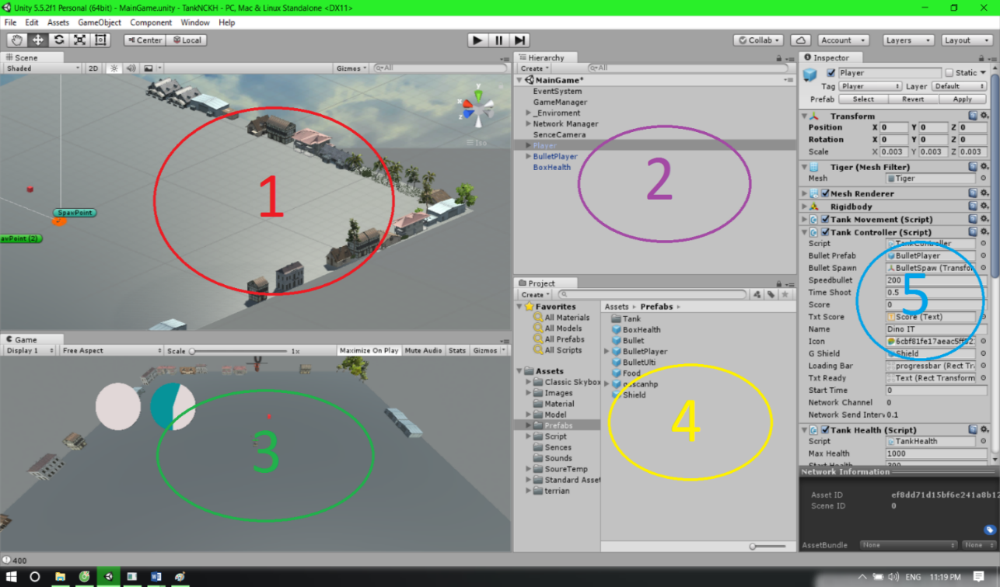 Unity 5.5.2f1 Personal (64bit) - MainGame.unity - TankNCKH - PC, Mac & Linux Standalone <DX11>
File Edit Assets GameObject Component Window Help
Center Local Collab Account Layers Layout
Scene
Shaded 2D Gizmos All
y
x
z
Iso
1
SpawPoint
awPoint (2)
Game
Display 1 Free Aspect Scale 1x Maximize On Play Mute Audio Stats Gizmos
3
Hierarchy
Create All
MainGame*
EventSystem
GameManager
_Enviroment
Network Manager
SenceCamera
Player
BulletPlayer
BoxHealth
2
Project
Create
Favorites
All Materials
All Models
All Prefabs
All Scripts
Assets
Classic Skybox
Images
Material
Model
Prefabs
Script
Sences
Sounds
SoureTemp
Standard Asset
terrian
Assets Prefabs
Tank
BoxHealth
Bullet
BulletPlayer
BulletUlti
Food
Shield
4
Inspector
Player Static
Tag Player Layer Default
Prefab Select Revert Apply
Transform
Position X 0 Y 0 Z 0
Rotation X 0 Y 0 Z 0
Scale X 0.003 Y 0.003 Z 0.003
Tiger (Mesh Filter)
Mesh Tiger
Mesh Renderer
Rigidbody
Tank Movement (Script)
Tank Controller (Script)
Script TankController
Bullet Prefab BulletPlayer
Bullet Spawn BulletSpaw (Transfor
Speedbullet 200
Time Shoot 0.5
Score 0
Txt Score Score (Text)
Name Dino IT
Icon
G Shield Shield
Loading Bar progressbar (Rect Tr
Txt Ready Text (Rect Transform
Start Time 0
Network Channel 0
Network Send Interv 0.1
5
Tank Health (Script)
Script TankHealth
Max Health 1000
Start Health 300
Network Information
Asset ID ef8dd71d15bf6e241a8b12
Scene ID 0
AssetBundle None None
400
ENG 11:19 PM